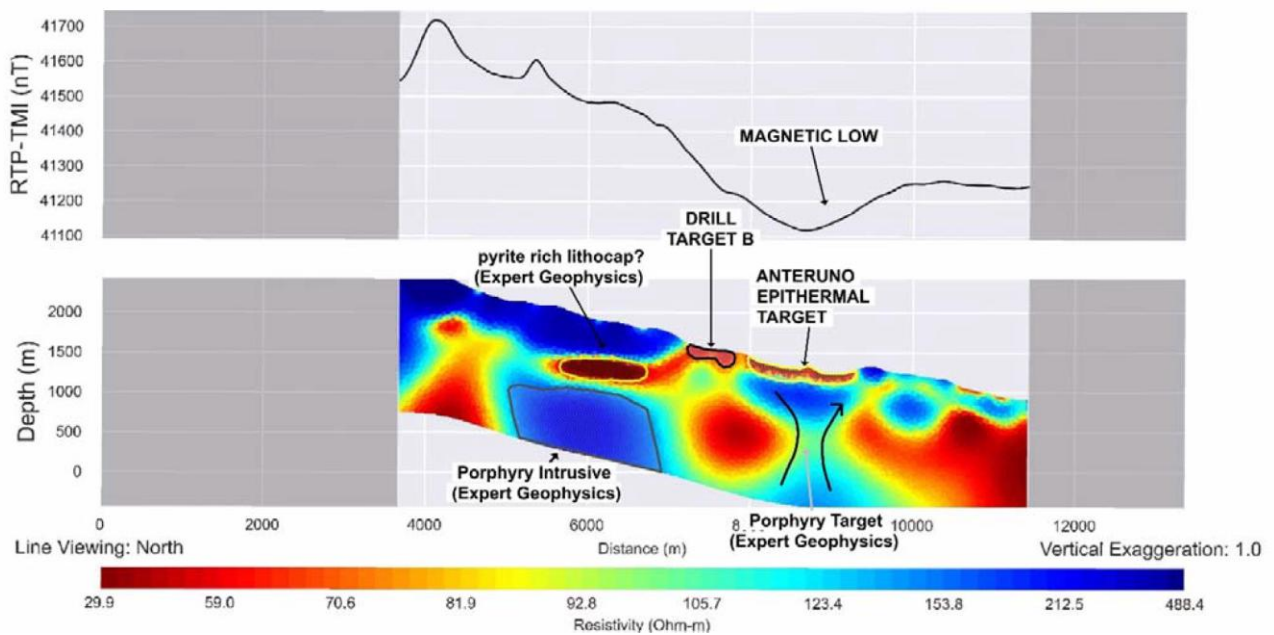 41700
41600
41500
41400
41300
41200
41100
RTP-TMI (nT)
MAGNETIC LOW
DRILL
TARGET B
pyrite rich lithocap?
(Expert Geophysics)
ANTERUNO
EPITHERMAL
TARGET
2000
1500
1000
500
0
Depth (m)
Porphyry Intrusive
(Expert Geophysics)
Porphyry Target
(Expert Geophysics)
0 2000 4000 6000 10000 12000
Line Viewing: North Distance (m) Vertical Exaggeration: 1.0
29.9 59.0 70.6 81.9 92.8 105.7 123.4 153.8 212.5 488.4
Resistivity (Ohm-m)